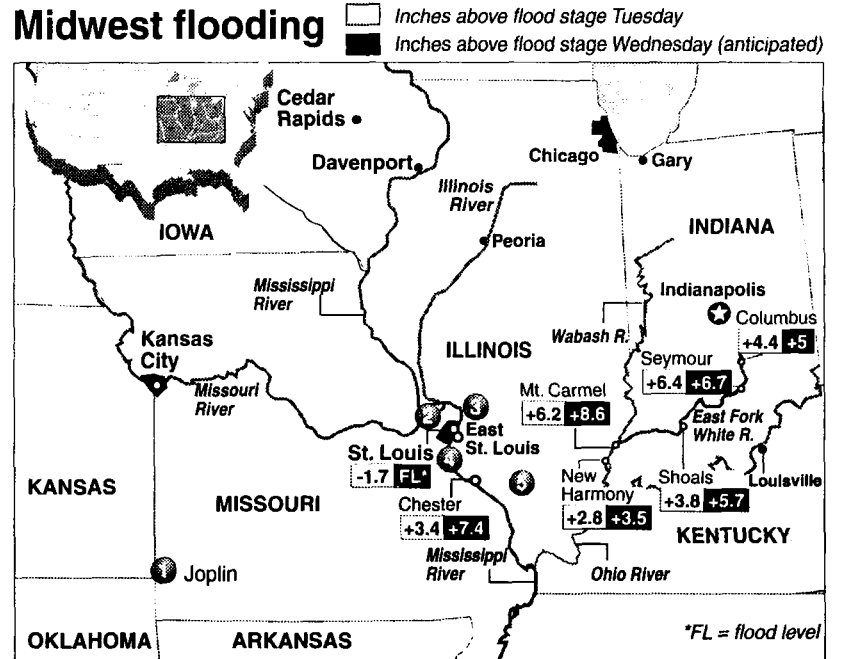 Midwest flooding
Inches above flood stage Tuesday
Inches above flood stage Wednesday (anticipated)
Cedar
Rapids
Davenport
Chicago
Gary
Illinois
River
IOWA
Peoria
INDIANA
Mississippi
River
Indianapolis
Columbus
+4.4 +5
Wabash R.
Kansas
City
ILLINOIS
Seymour
+6.4 +6.7
Missouri
River
Mt. Carmel
+6.2 +8.6
East Fork
White R.
2
3
East
St. Louis
St. Louis
-1.7 FL*
4
KANSAS
MISSOURI
Chester
+3.4 +7.4
New
Harmony
+2.8 +3.5
Shoals
+3.8 +5.7
Louisville
KENTUCKY
Mississippi
River
Ohio River
1
Joplin
OKLAHOMA
ARKANSAS
*FL = flood level